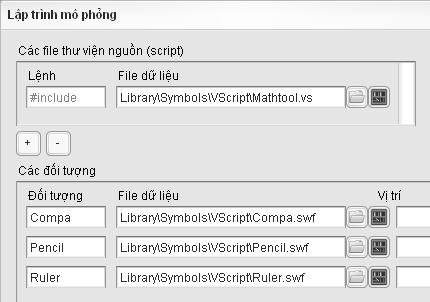 Lập trình mô phỏng
Các file thư viện nguồn (script)
Lệnh File dữ liệu
#include Library\Symbols\VScript\Mathtool.vs
+ -
Các đối tượng
Đối tượng File dữ liệu Vị trí
Compa Library\Symbols\VScript\Compa.swf
Pencil Library\Symbols\VScript\Pencil.swf
Ruler Library\Symbols\VScript\Ruler.swf